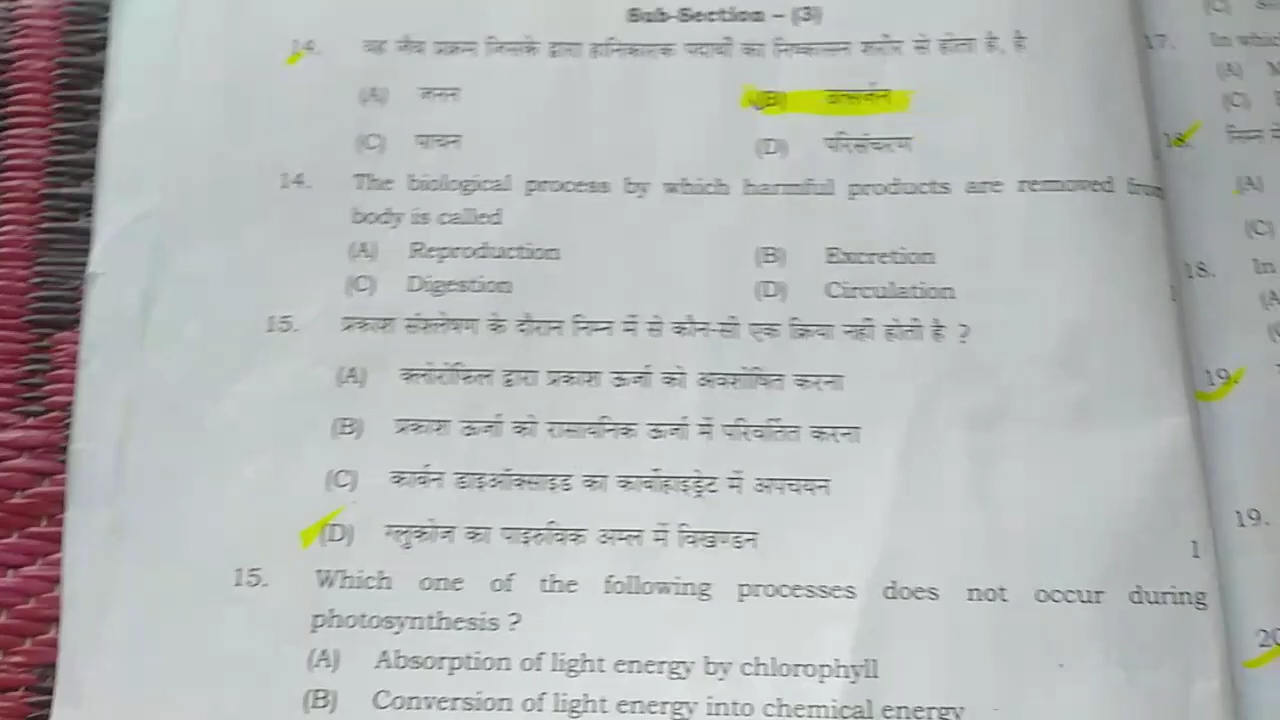 Sub-Section – (3)
14. वह जैव प्रक्रम जिसके द्वारा हानिकारक पदार्थों का निष्कासन शरीर से होता है, है
(A) जनन (B) उत्सर्जन
(C) पाचन (D) परिसंचरण
14. The biological process by which harmful products are removed from
body is called
(A) Reproduction (B) Excretion
(C) Digestion (D) Circulation
15. प्रकाश संश्लेषण के दौरान निम्न में से कौन-सी एक क्रिया नहीं होती है ?
(A) क्लोरोफिल द्वारा प्रकाश ऊर्जा को अवशोषित करना
(B) प्रकाश ऊर्जा को रासायनिक ऊर्जा में परिवर्तित करना
(C) कार्बन डाइऑक्साइड का कार्बोहाइड्रेट में अपचयन
(D) ग्लुकोज का पाइरुविक अम्ल में विखण्डन
1
15. Which one of the following processes does not occur during
photosynthesis ?
(A) Absorption of light energy by chlorophyll
(B) Conversion of light energy into chemical energy
17. In
(A)
(C)
18. निम्न
(A)
(C)
18. In
19.
19.